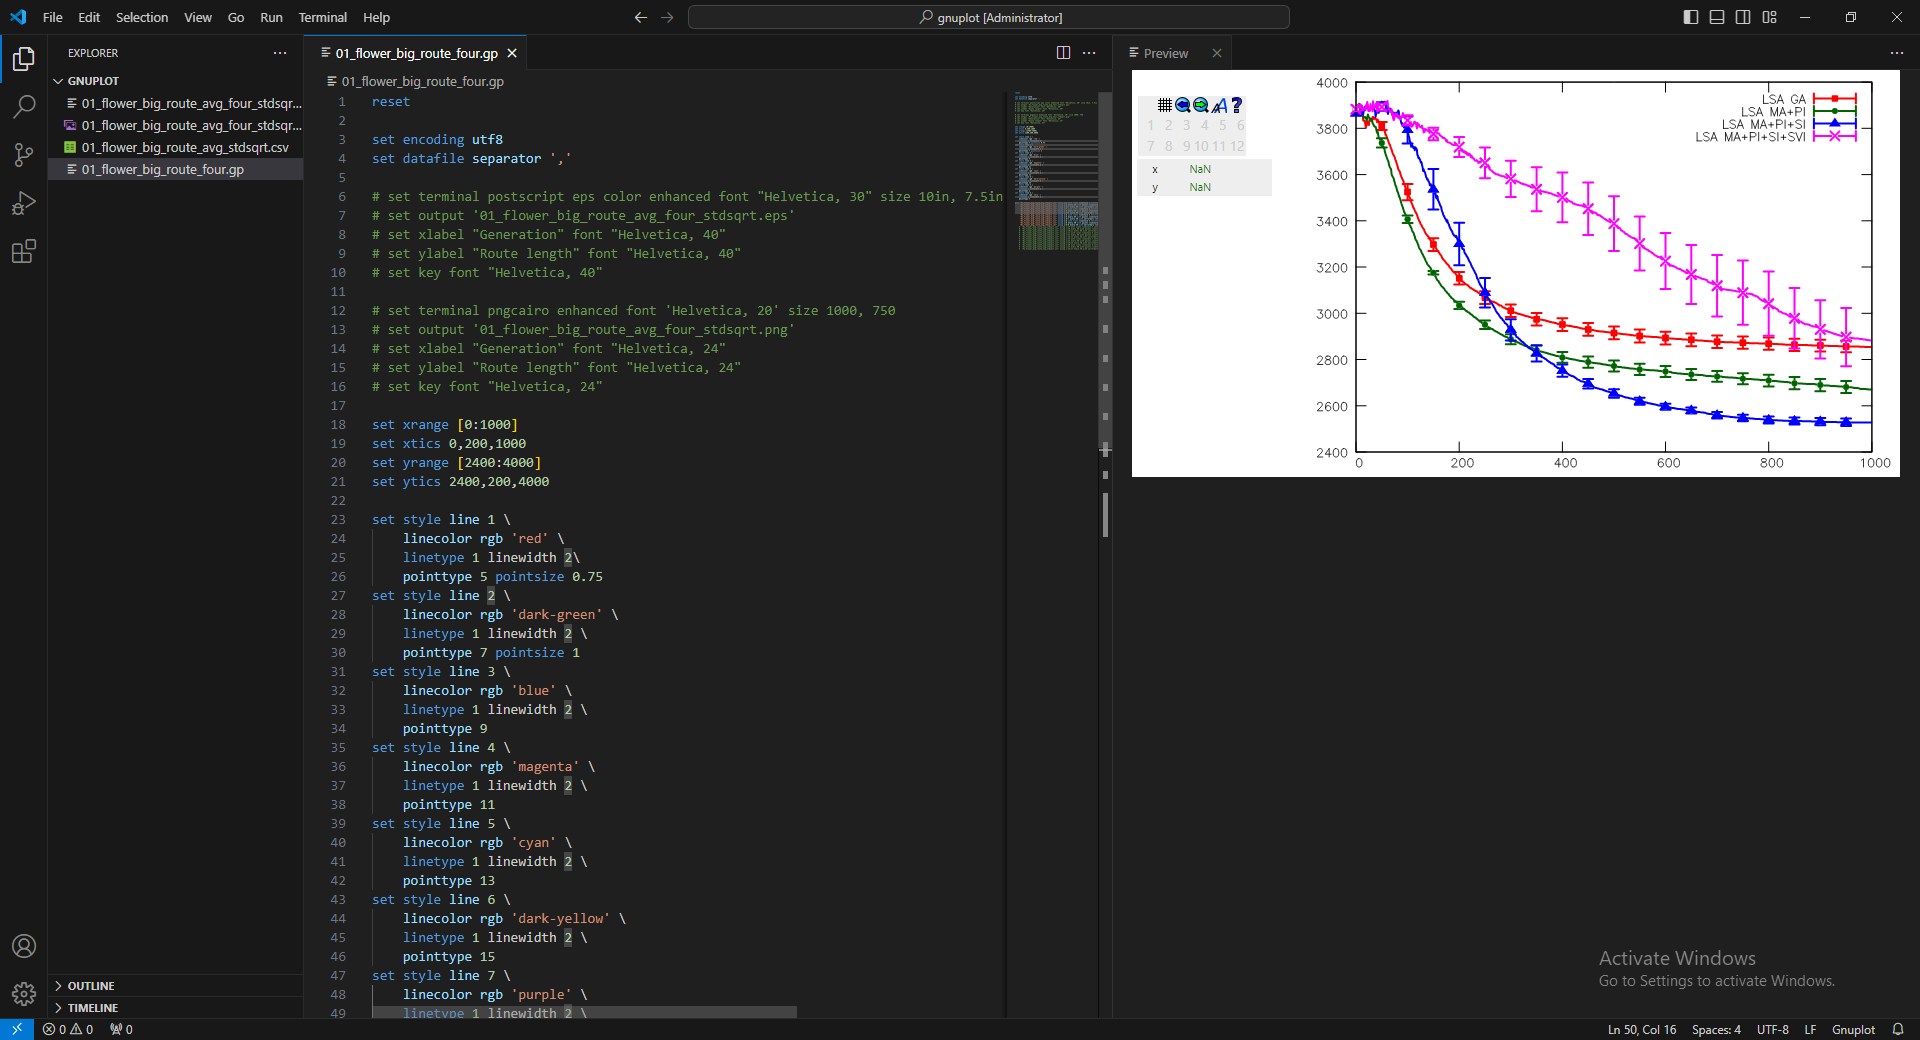 File Edit Selection View Go Run Terminal Help
gnuplot [Administrator]
EXPLORER
GNUPLOT
01_flower_big_route_avg_four_stdsqr...
01_flower_big_route_avg_four_stdsqr...
01_flower_big_route_avg_stdsqrt.csv
01_flower_big_route_four.gp
OUTLINE
TIMELINE
01_flower_big_route_four.gp
01_flower_big_route_four.gp
1 reset
2
3 set encoding utf8
4 set datafile separator ','
5
6 # set terminal postscript eps color enhanced font "Helvetica, 30" size 10in, 7.5in
7 # set output '01_flower_big_route_avg_four_stdsqrt.eps'
8 # set xlabel "Generation" font "Helvetica, 40"
9 # set ylabel "Route length" font "Helvetica, 40"
10 # set key font "Helvetica, 40"
11
12 # set terminal pngcairo enhanced font 'Helvetica, 20' size 1000, 750
13 # set output '01_flower_big_route_avg_four_stdsqrt.png'
14 # set xlabel "Generation" font "Helvetica, 24"
15 # set ylabel "Route length" font "Helvetica, 24"
16 # set key font "Helvetica, 24"
17
18 set xrange [0:1000]
19 set xtics 0,200,1000
20 set yrange [2400:4000]
21 set ytics 2400,200,4000
22
23 set style line 1 \
24 linecolor rgb 'red' \
25 linetype 1 linewidth 2\
26 pointtype 5 pointsize 0.75
27 set style line 2 \
28 linecolor rgb 'dark-green' \
29 linetype 1 linewidth 2 \
30 pointtype 7 pointsize 1
31 set style line 3 \
32 linecolor rgb 'blue' \
33 linetype 1 linewidth 2 \
34 pointtype 9
35 set style line 4 \
36 linecolor rgb 'magenta' \
37 linetype 1 linewidth 2 \
38 pointtype 11
39 set style line 5 \
40 linecolor rgb 'cyan' \
41 linetype 1 linewidth 2 \
42 pointtype 13
43 set style line 6 \
44 linecolor rgb 'dark-yellow' \
45 linetype 1 linewidth 2 \
46 pointtype 15
47 set style line 7 \
48 linecolor rgb 'purple' \
49 linetype 1 linewidth 2 \
Preview
1 2 3 4 5 6
7 8 9 10 11 12
x NaN
y NaN
4000
3800
3600
3400
3200
3000
2800
2600
2400
0 200 400 600 800 1000
LSA GA
LSA MA+PI
LSA MA+PI+SI
LSA MA+PI+SI+SVI
Activate Windows
Go to Settings to activate Windows.
0 0 0
Ln 50, Col 16 Spaces: 4 UTF-8 LF Gnuplot